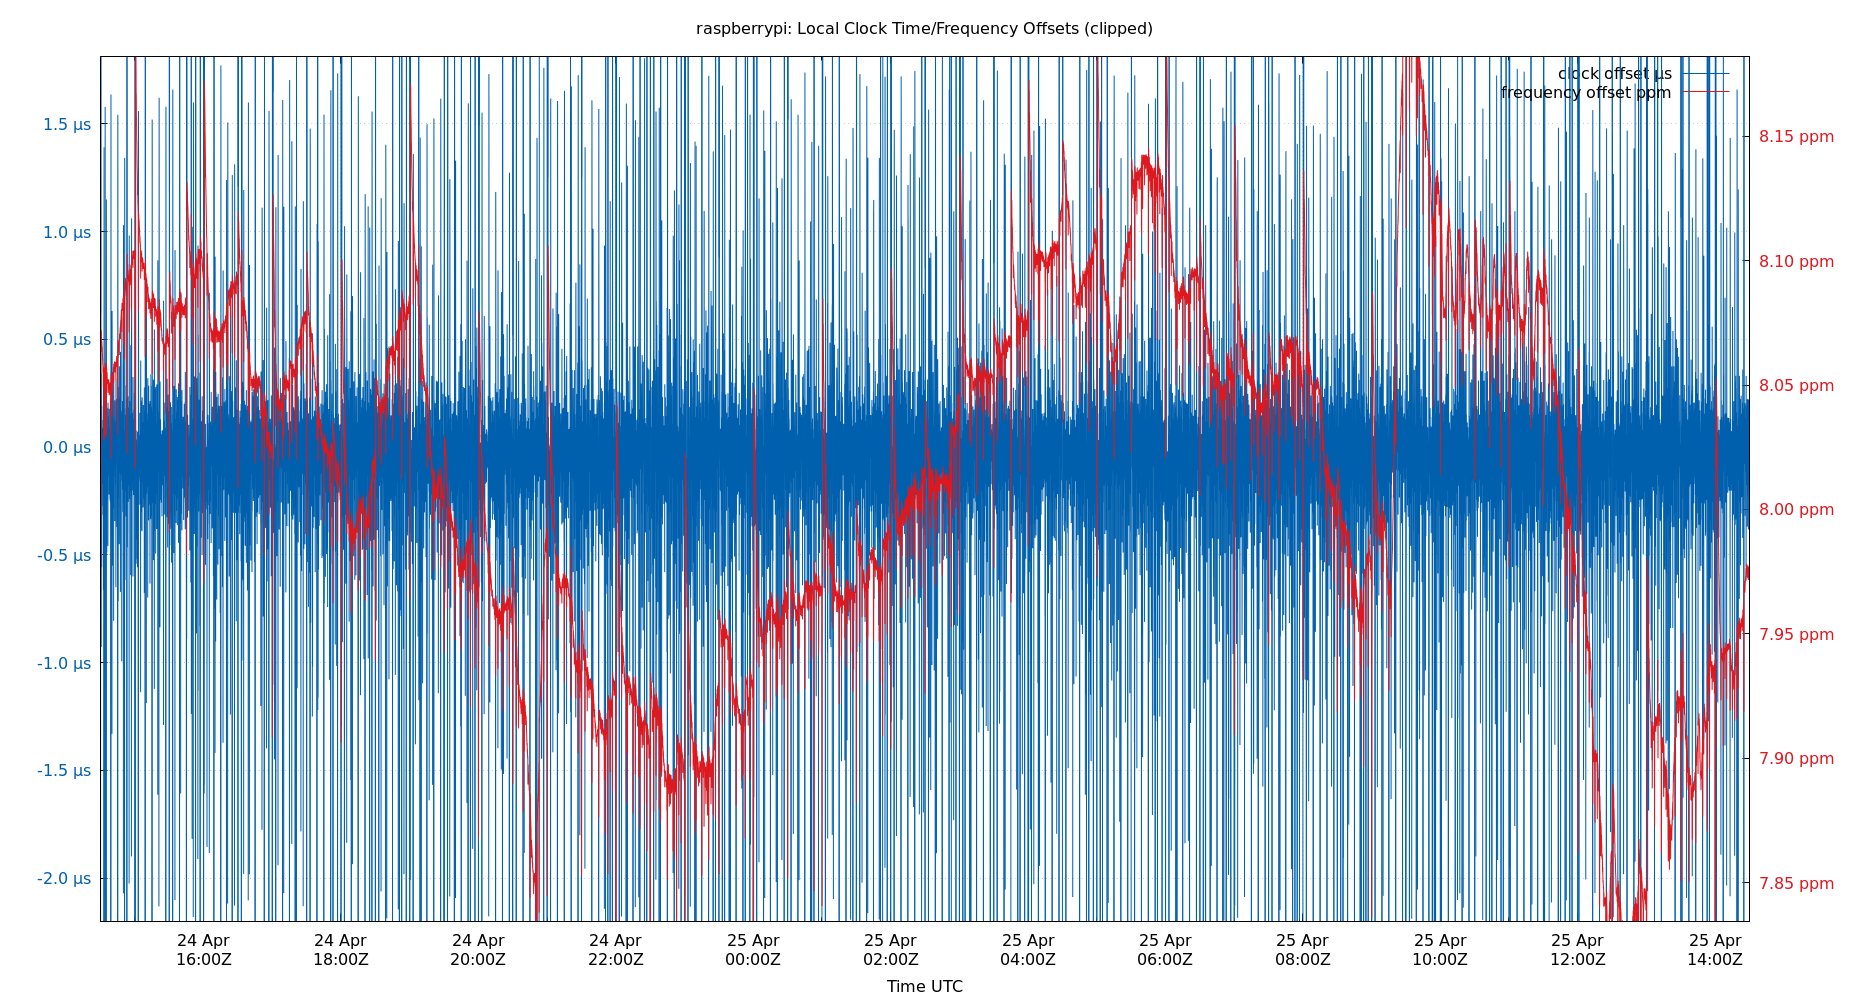 raspberrypi: Local Clock Time/Frequency Offsets (clipped)
clock offset µs
frequency offset ppm
1.5 µs
1.0 µs
0.5 µs
0.0 µs
-0.5 µs
-1.0 µs
-1.5 µs
-2.0 µs
8.15 ppm
8.10 ppm
8.05 ppm
8.00 ppm
7.95 ppm
7.90 ppm
7.85 ppm
24 Apr 24 Apr 24 Apr 24 Apr 25 Apr 25 Apr 25 Apr 25 Apr 25 Apr 25 Apr 25 Apr 25 Apr
16:00Z 18:00Z 20:00Z 22:00Z 00:00Z 02:00Z 04:00Z 06:00Z 08:00Z 10:00Z 12:00Z 14:00Z
Time UTC